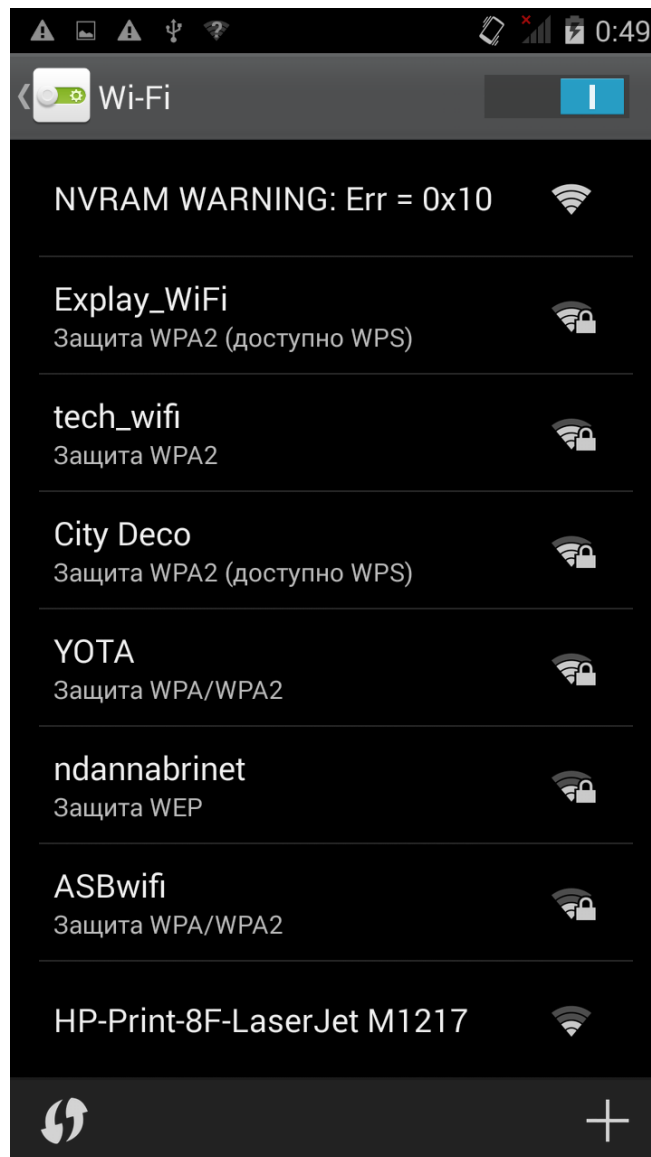 0:49
Wi-Fi
NVRAM WARNING: Err = 0x10
Explay_WiFi
Защита WPA2 (доступно WPS)
tech_wifi
Защита WPA2
City Deco
Защита WPA2 (доступно WPS)
YOTA
Защита WPA/WPA2
ndannabrinet
Защита WEP
ASBwifi
Защита WPA/WPA2
HP-Print-8F-LaserJet M1217